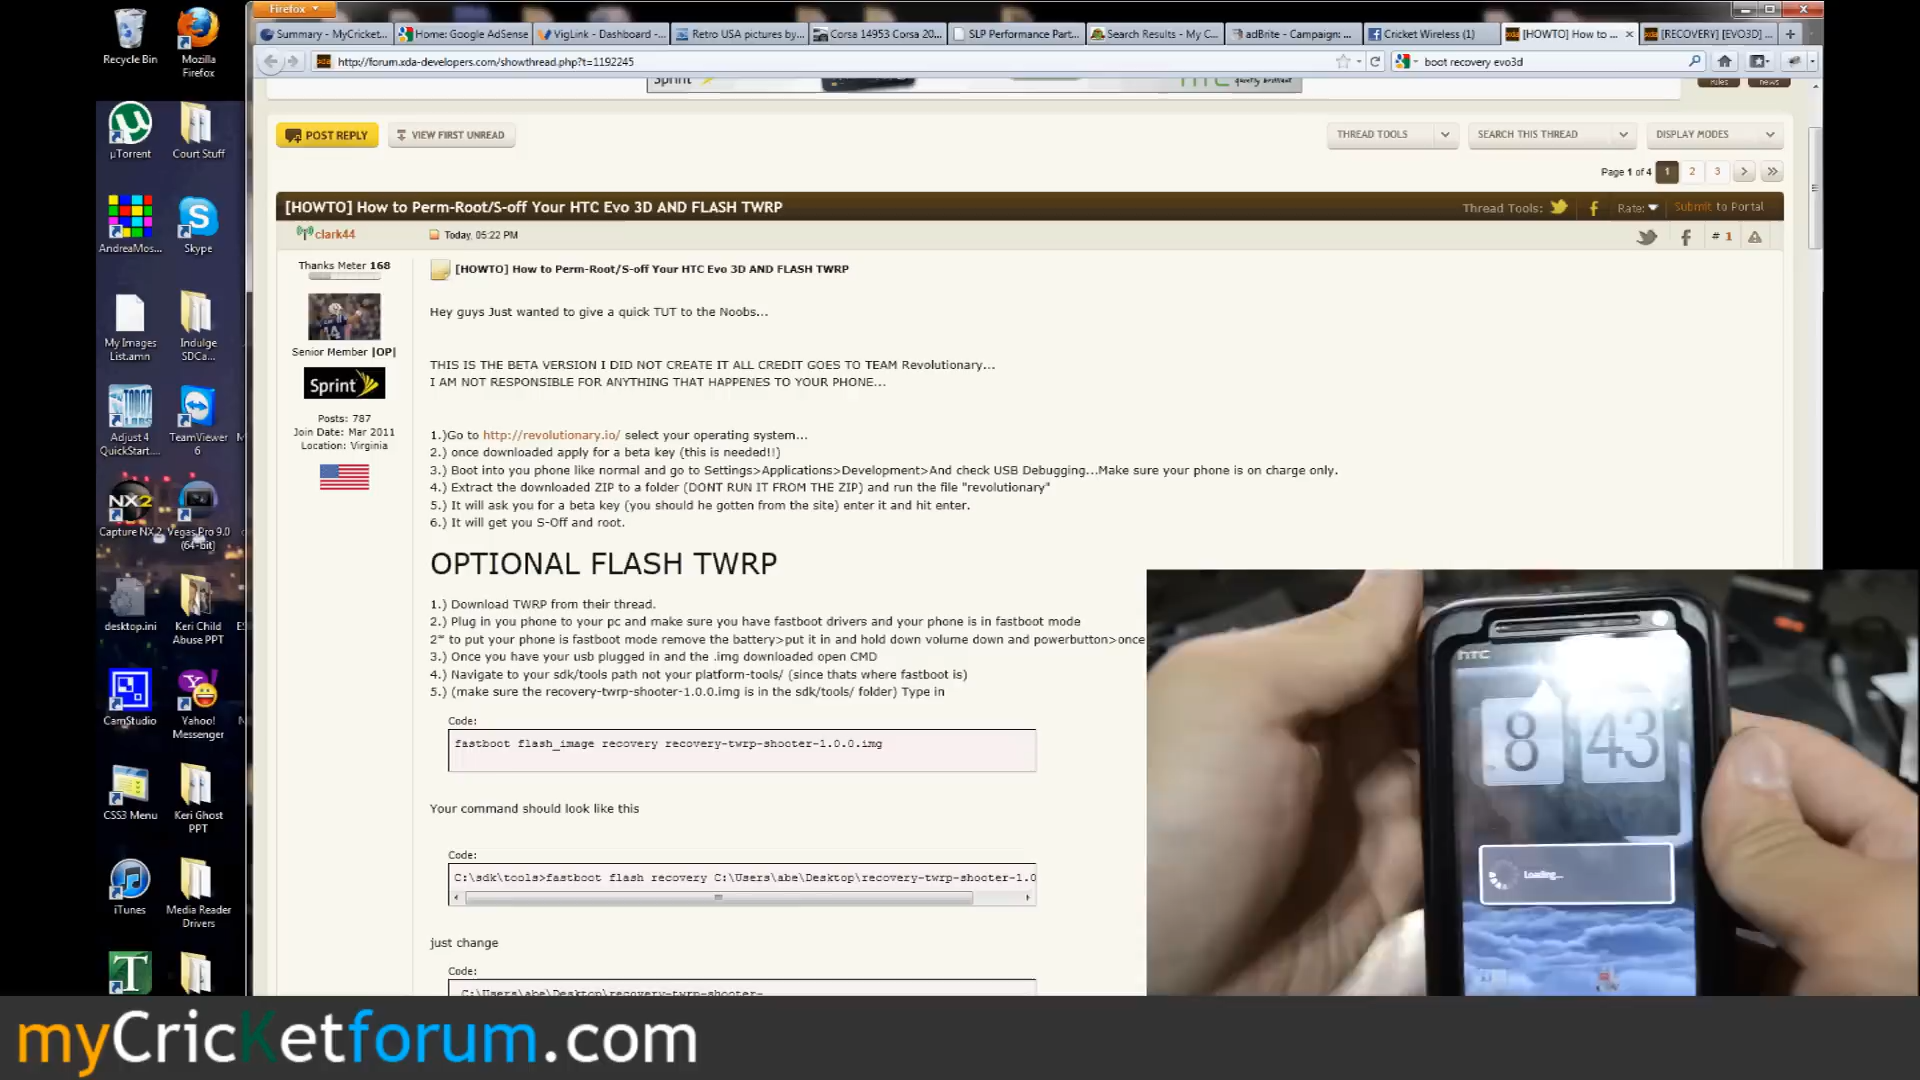 Firefox
Summary - MyCricket...
Home: Google AdSense
VigLink - Dashboard -...
Retro USA pictures by...
Corsa 14953 Corsa 20...
SLP Performance Part...
Search Results - My C...
adBrite - Campaign: ...
Cricket Wireless (1)
[HOWTO] How to ...
[RECOVERY] [EVO3D] ...
http://forum.xda-developers.com/showthread.php?t=1192245
boot recovery evo3d
Recycle Bin
Mozilla Firefox
µTorrent
Court Stuff
AndreaMos...
Skype
My Images List.amn
Indulge SDCa...
Adjust 4 QuickStart...
TeamViewer 6
NX2
Capture NX 2
Vegas Pro 9.0 (64-bit)
desktop.ini
Keri Child Abuse PPT
CamStudio
Yahoo! Messenger
CSS3 Menu
Keri Ghost PPT
iTunes
Media Reader Drivers
Sprint
quietly brilliant
rules
news
POST REPLY
VIEW FIRST UNREAD
THREAD TOOLS
SEARCH THIS THREAD
DISPLAY MODES
Page 1 of 4
1
2
3
[HOWTO] How to Perm-Root/S-off Your HTC Evo 3D AND FLASH TWRP
Thread Tools:
Rate:
Submit to Portal
clark44
Today, 05:22 PM
# 1
Thanks Meter 168
Senior Member |OP|
Sprint
Posts: 787
Join Date: Mar 2011
Location: Virginia
[HOWTO] How to Perm-Root/S-off Your HTC Evo 3D AND FLASH TWRP
Hey guys Just wanted to give a quick TUT to the Noobs...
THIS IS THE BETA VERSION I DID NOT CREATE IT ALL CREDIT GOES TO TEAM Revolutionary...
I AM NOT RESPONSIBLE FOR ANYTHING THAT HAPPENES TO YOUR PHONE...
1.)Go to http://revolutionary.io/ select your operating system...
2.) once downloaded apply for a beta key (this is needed!!)
3.) Boot into you phone like normal and go to Settings>Applications>Development>And check USB Debugging...Make sure your phone is on charge only.
4.) Extract the downloaded ZIP to a folder (DONT RUN IT FROM THE ZIP) and run the file "revolutionary"
5.) It will ask you for a beta key (you should he gotten from the site) enter it and hit enter.
6.) It will get you S-Off and root.
OPTIONAL FLASH TWRP
1.) Download TWRP from their thread.
2.) Plug in you phone to your pc and make sure you have fastboot drivers and your phone is in fastboot mode
2* to put your phone is fastboot mode remove the battery>put it in and hold down volume down and powerbutton>once
3.) Once you have your usb plugged in and the .img downloaded open CMD
4.) Navigate to your sdk/tools path not your platform-tools/ (since thats where fastboot is)
5.) (make sure the recovery-twrp-shooter-1.0.0.img is in the sdk/tools/ folder) Type in
Code:
fastboot flash_image recovery recovery-twrp-shooter-1.0.0.img
Your command should look like this
Code:
C:\sdk\tools>fastboot flash recovery C:\Users\abe\Desktop\recovery-twrp-shooter-1.0
just change
Code:
C:\Users\abe\Desktop\recovery-twrp-shooter-
hTC
8 43
Loading...
myCricKetforum.com